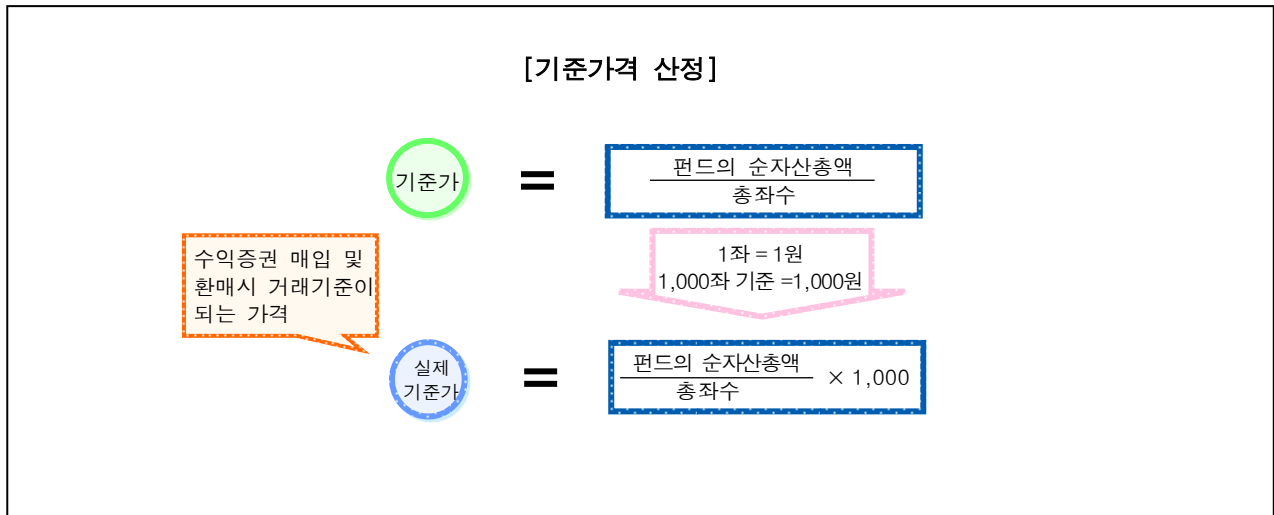 [기준가격 산정]
기준가
=
펀드의 순자산총액
총좌수
1좌 = 1원
1,000좌 기준 =1,000원
수익증권 매입 및
환매시 거래기준이
되는 가격
실제
기준가
=
펀드의 순자산총액
총좌수
× 1,000